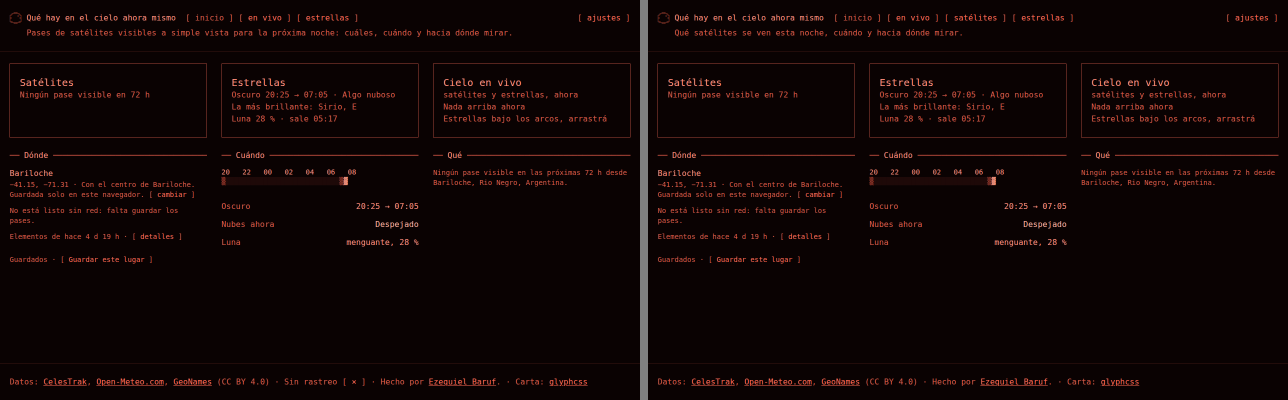 Qué hay en el cielo ahora mismo [ inicio ] [ en vivo ] [ estrellas ] [ ajustes ]
Pases de satélites visibles a simple vista para la próxima noche: cuáles, cuándo y hacia dónde mirar.
Satélites
Ningún pase visible en 72 h
Estrellas
Oscuro 20:25 → 07:05 · Algo nuboso
La más brillante: Sirio, E
Luna 28 % · sale 05:17
Cielo en vivo
satélites y estrellas, ahora
Nada arriba ahora
Estrellas bajo los arcos, arrastrá
Dónde
Bariloche
−41.15, −71.31 · Con el centro de Bariloche.
Guardada solo en este navegador. [ cambiar ]
No está listo sin red: falta guardar los
pases.
Elementos de hace 4 d 19 h · [ detalles ]
Guardados · [ Guardar este lugar ]
Cuándo
20 22 00 02 04 06 08
Oscuro 20:25 → 07:05
Nubes ahora Despejado
Luna menguante, 28 %
Qué
Ningún pase visible en las próximas 72 h desde
Bariloche, Rio Negro, Argentina.
Datos: CelesTrak, Open-Meteo.com, GeoNames (CC BY 4.0) · Sin rastreo [ × ] · Hecho por Ezequiel Baruf. · Carta: glyphcss
Qué hay en el cielo ahora mismo [ inicio ] [ en vivo ] [ satélites ] [ estrellas ] [ ajustes ]
Qué satélites se ven esta noche, cuándo y hacia dónde mirar.
Satélites
Ningún pase visible en 72 h
Estrellas
Oscuro 20:25 → 07:05 · Algo nuboso
La más brillante: Sirio, E
Luna 28 % · sale 05:17
Cielo en vivo
satélites y estrellas, ahora
Nada arriba ahora
Estrellas bajo los arcos, arrastrá
Dónde
Bariloche
−41.15, −71.31 · Con el centro de Bariloche.
Guardada solo en este navegador. [ cambiar ]
No está listo sin red: falta guardar los
pases.
Elementos de hace 4 d 19 h · [ detalles ]
Guardados · [ Guardar este lugar ]
Cuándo
20 22 00 02 04 06 08
Oscuro 20:25 → 07:05
Nubes ahora Despejado
Luna menguante, 28 %
Qué
Ningún pase visible en las próximas 72 h desde
Bariloche, Rio Negro, Argentina.
Datos: CelesTrak, Open-Meteo.com, GeoNames (CC BY 4.0) · Hecho por Ezequiel Baruf. · Carta: glyphcss